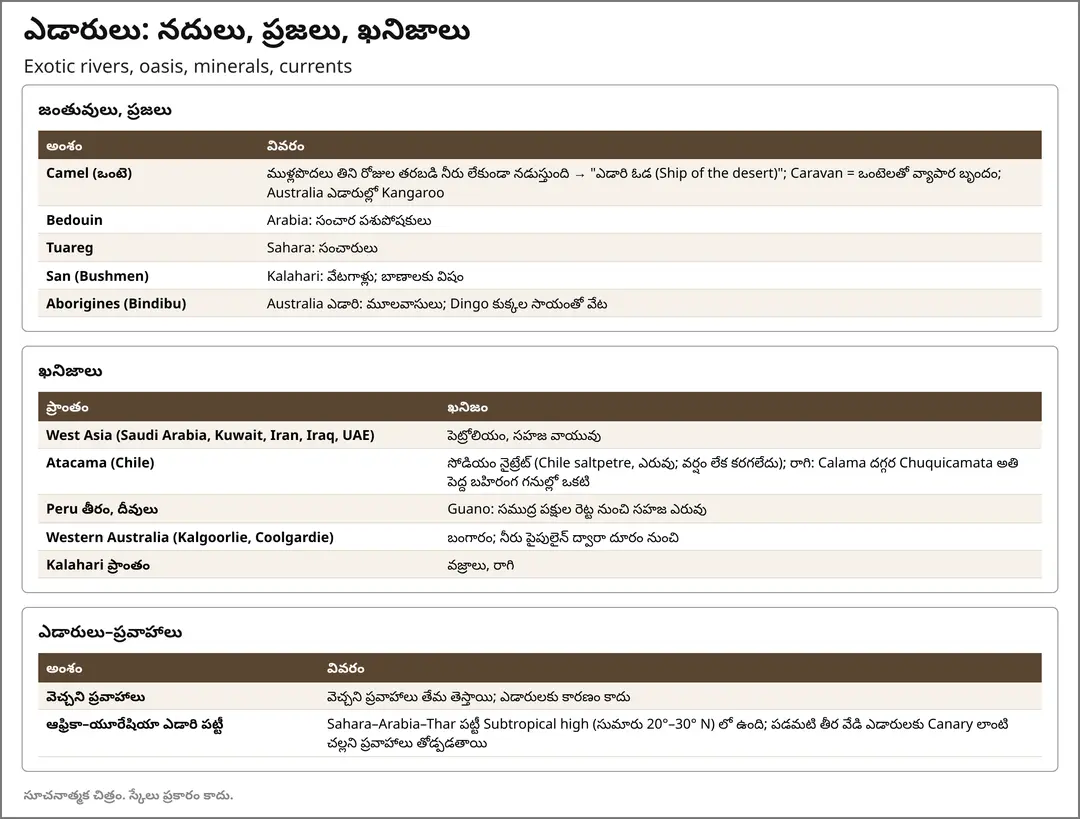 ఎడారులు: నదులు, ప్రజలు, ఖనిజాలు
Exotic rivers, oasis, minerals, currents
జంతువులు, ప్రజలు
అంశం వివరం
Camel (ఒంటె) ముళ్లపొదలు తిని రోజుల తరబడి నీరు లేకుండా నడుస్తుంది → "ఎడారి ఓడ (Ship of the desert)"; Caravan = ఒంటెలతో వ్యాపార బృందం;
Australia ఎడారుల్లో Kangaroo
Bedouin Arabia: సంచార పశుపోషకులు
Tuareg Sahara: సంచారులు
San (Bushmen) Kalahari: వేటగాళ్లు; బాణాలకు విషం
Aborigines (Bindibu) Australia ఎడారి: మూలవాసులు; Dingo కుక్కల సాయంతో వేట
ఖనిజాలు
ప్రాంతం ఖనిజం
West Asia (Saudi Arabia, Kuwait, Iran, Iraq, UAE) పెట్రోలియం, సహజ వాయువు
Atacama (Chile) సోడియం నైట్రేట్ (Chile saltpetre, ఎరువు; వర్షం లేక కరగలేదు); రాగి: Calama దగ్గర Chuquicamata అతి
పెద్ద బహిరంగ గనుల్లో ఒకటి
Peru తీరం, దీవులు Guano: సముద్ర పక్షుల రెట్ట నుంచి సహజ ఎరువు
Western Australia (Kalgoorlie, Coolgardie) బంగారం; నీరు పైపులైన్ ద్వారా దూరం నుంచి
Kalahari ప్రాంతం వజ్రాలు, రాగి
ఎడారులు–ప్రవాహాలు
అంశం వివరం
వెచ్చని ప్రవాహాలు వెచ్చని ప్రవాహాలు తేమ తెస్తాయి; ఎడారులకు కారణం కాదు
ఆఫ్రికా–యూరేషియా ఎడారి పట్టీ Sahara–Arabia–Thar పట్టీ Subtropical high (సుమారు 20°–30° N) లో ఉంది; పడమటి తీర వేడి ఎడారులకు Canary లాంటి
చల్లని ప్రవాహాలు తోడ్పడతాయి
సూచనాత్మక చిత్రం. స్కేలు ప్రకారం కాదు.